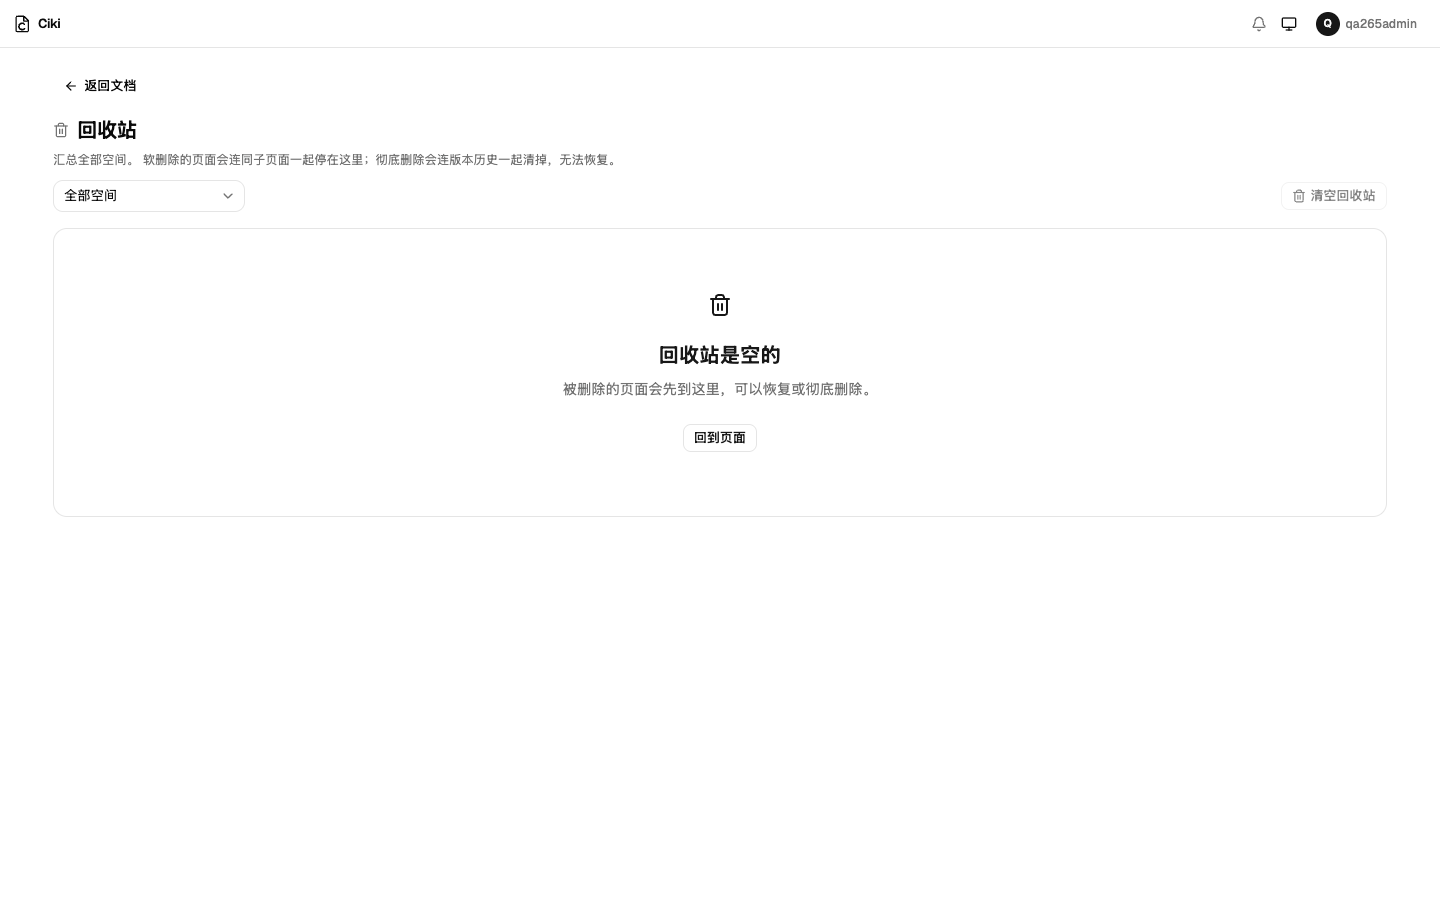 Ciki
Q qa265admin
返回文档
回收站
汇总全部空间。 软删除的页面会连同子页面一起停在这里；彻底删除会连版本历史一起清掉，无法恢复。
全部空间
清空回收站
回收站是空的
被删除的页面会先到这里，可以恢复或彻底删除。
回到页面